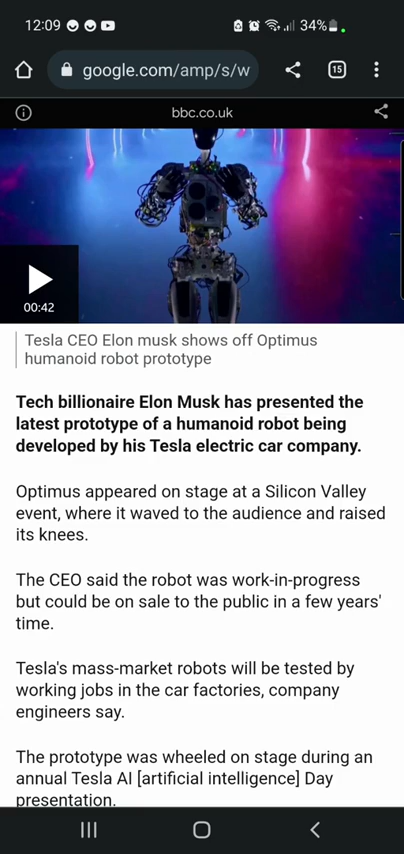 12:09
34%
google.com/amp/s/w
15
bbc.co.uk
00:42
Tesla CEO Elon musk shows off Optimus
humanoid robot prototype
Tech billionaire Elon Musk has presented the
latest prototype of a humanoid robot being
developed by his Tesla electric car company.
Optimus appeared on stage at a Silicon Valley
event, where it waved to the audience and raised
its knees.
The CEO said the robot was work-in-progress
but could be on sale to the public in a few years'
time.
Tesla's mass-market robots will be tested by
working jobs in the car factories, company
engineers say.
The prototype was wheeled on stage during an
annual Tesla AI [artificial intelligence] Day
presentation.